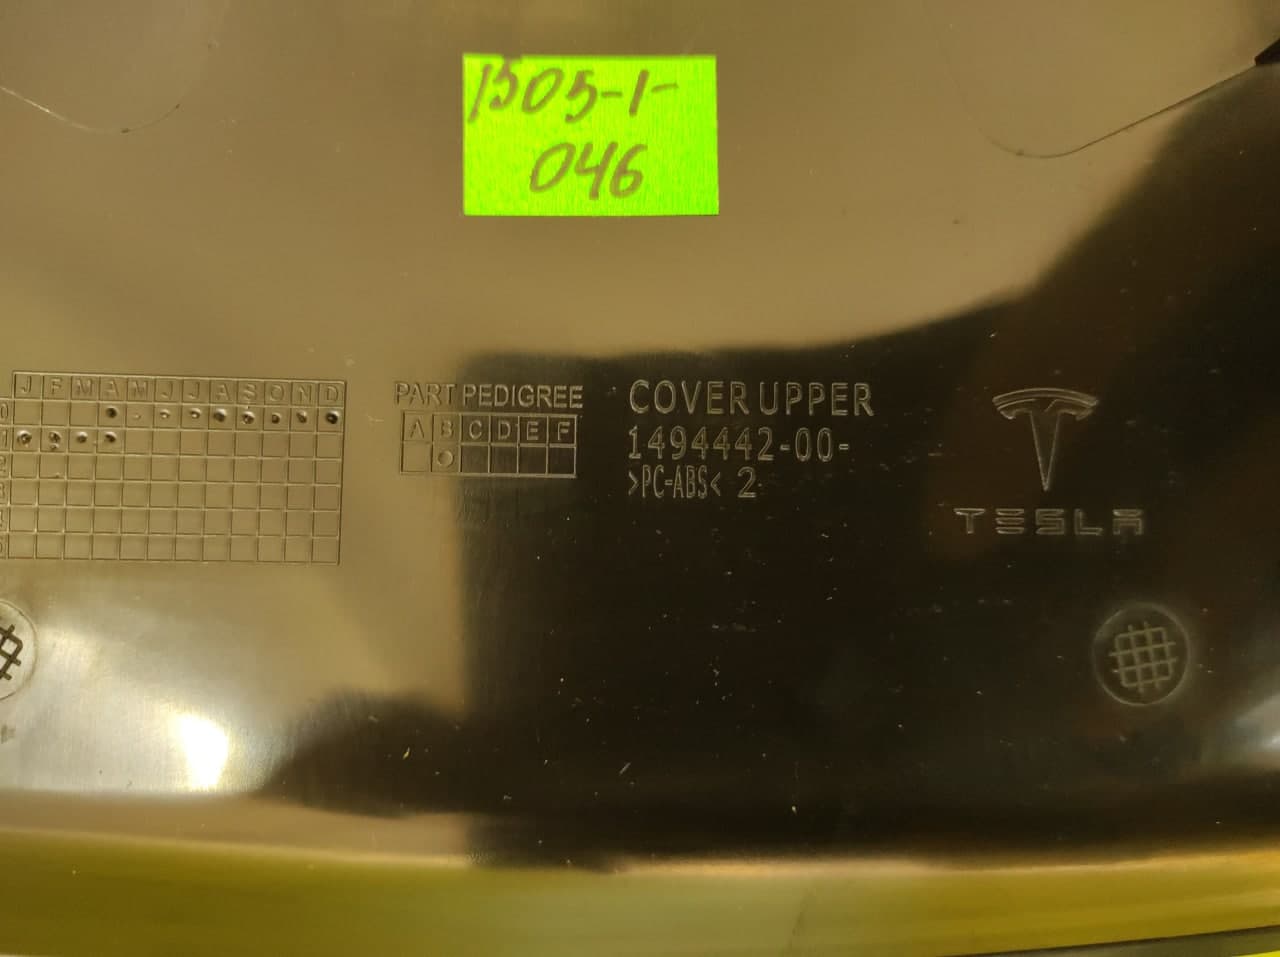 1505-1-
046
J F M A M J J A S O N D
PART PEDIGREE
A B C D E F
COVER UPPER
1494442-00-
>PC-ABS< 2
TESLA